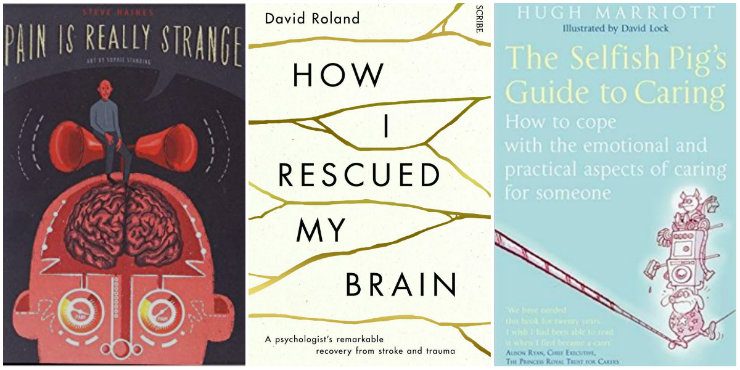 STEVE HAINES
PAIN IS REALLY STRANGE
ART BY SOPHIE STANDING
PAIN
PAIN
David Roland
SCRIBE
HOW
I
RESCUED
MY
BRAIN
A psychologist's remarkable
recovery from stroke and trauma
HUGH MARRIOTT
Illustrated by David Lock
The Selfish Pig's
Guide to Caring
How to cope
with the emotional and
practical aspects of caring
for someone
'We have needed
this book for twenty years.
I wish I had been able to read
it when I first became a carer'
ALISON RYAN, CHIEF EXECUTIVE,
THE PRINCESS ROYAL TRUST FOR CARERS